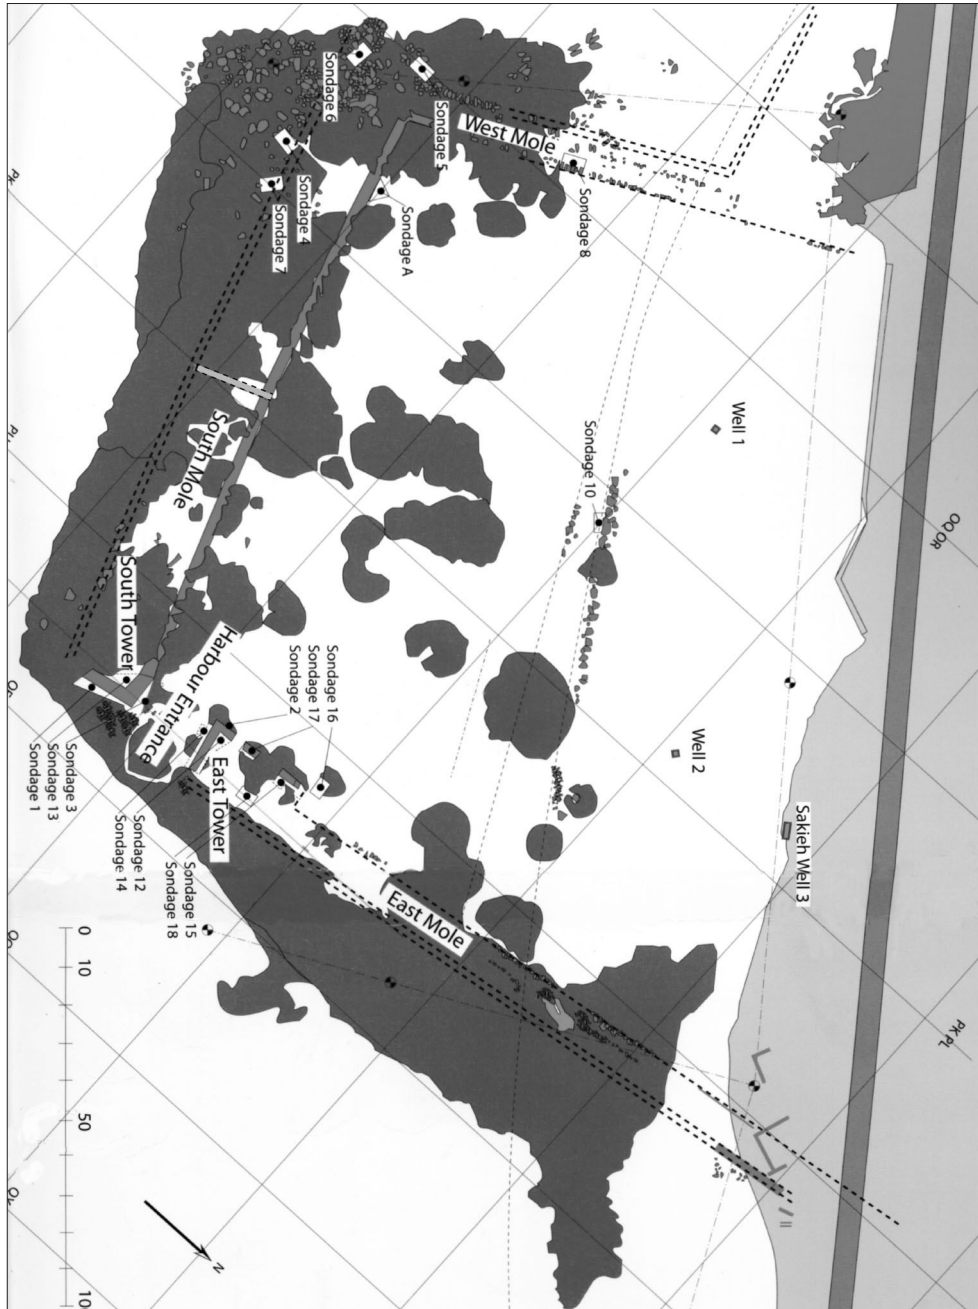 Sondage 6
Sondage 5
West Mole
Sondage 8
Sondage 4
Sondage 7
Sondage A
Well 1
Sondage 10
South Mole
OQ OR
South Tower
Harbour Entrance
Sondage 16
Sondage 17
Sondage 2
Well 2
Sondage 3
Sondage 13
Sondage 1
East Tower
Sondage 12
Sondage 14
Sondage 15
Sondage 18
Sakieh Well 3
East Mole
PK PL
0
10
50
10
N